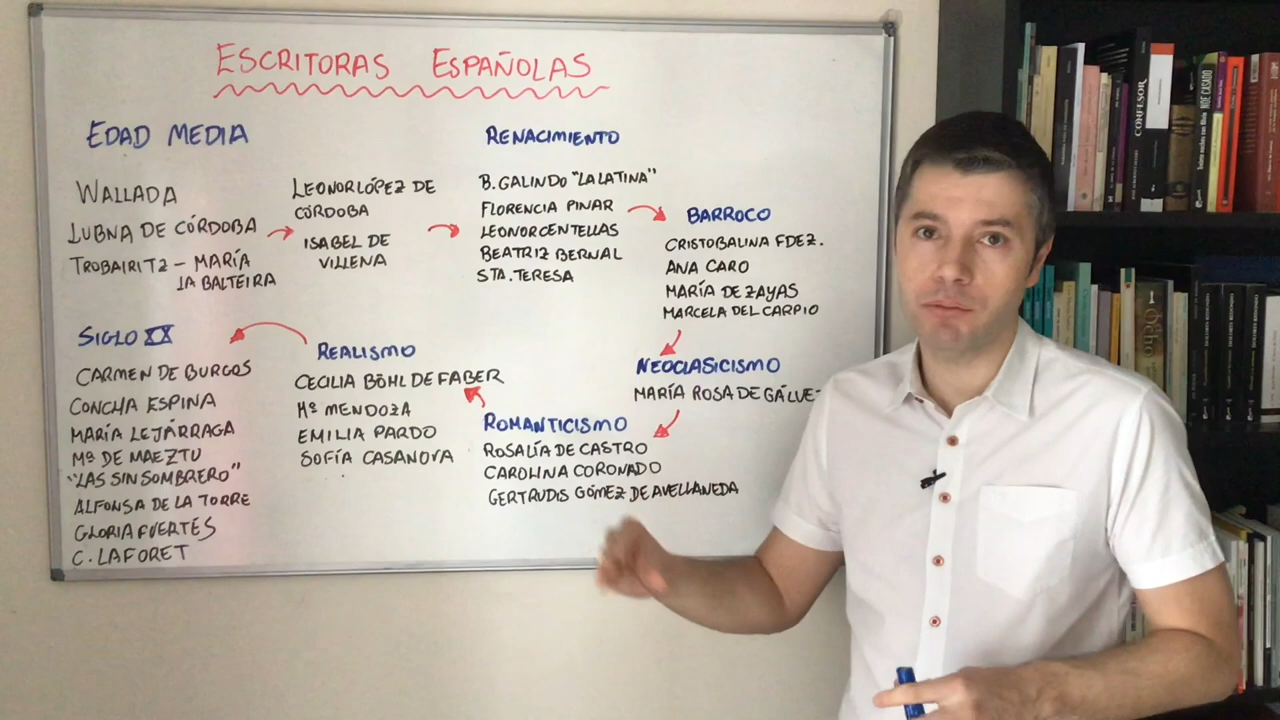 ESCRITORAS ESPAÑOLAS
EDAD MEDIA
WALLADA
LUBNA DE CÓRDOBA
TROBAIRITZ - MARÍA
LA BALTEIRA
LEONOR LÓPEZ DE
CÓRDOBA
ISABEL DE
VILLENA
RENACIMIENTO
B. GALINDO "LA LATINA"
FLORENCIA PINAR
LEONOR CENTELLAS
BEATRIZ BERNAL
STA. TERESA
BARROCO
CRISTOBALINA FDEZ.
ANA CARO
MARÍA DE ZAYAS
MARCELA DEL CARPIO
NEOCLASICISMO
MARÍA ROSA DE GÁLVEZ
ROMANTICISMO
ROSALÍA DE CASTRO
CAROLINA CORONADO
GERTRUDIS GÓMEZ DE AVELLANEDA
REALISMO
CECILIA BÖHL DE FABER
Mª MENDOZA
EMILIA PARDO
SOFÍA CASANOVA
SIGLO XX
CARMEN DE BURGOS
CONCHA ESPINA
MARÍA LEJÁRRAGA
Mª DE MAEZTU
"LAS SINSOMBRERO"
ALFONSA DE LA TORRE
GLORIA FUERTES
C. LAFORET
CONFESOR
NOE CASADO
Ocho